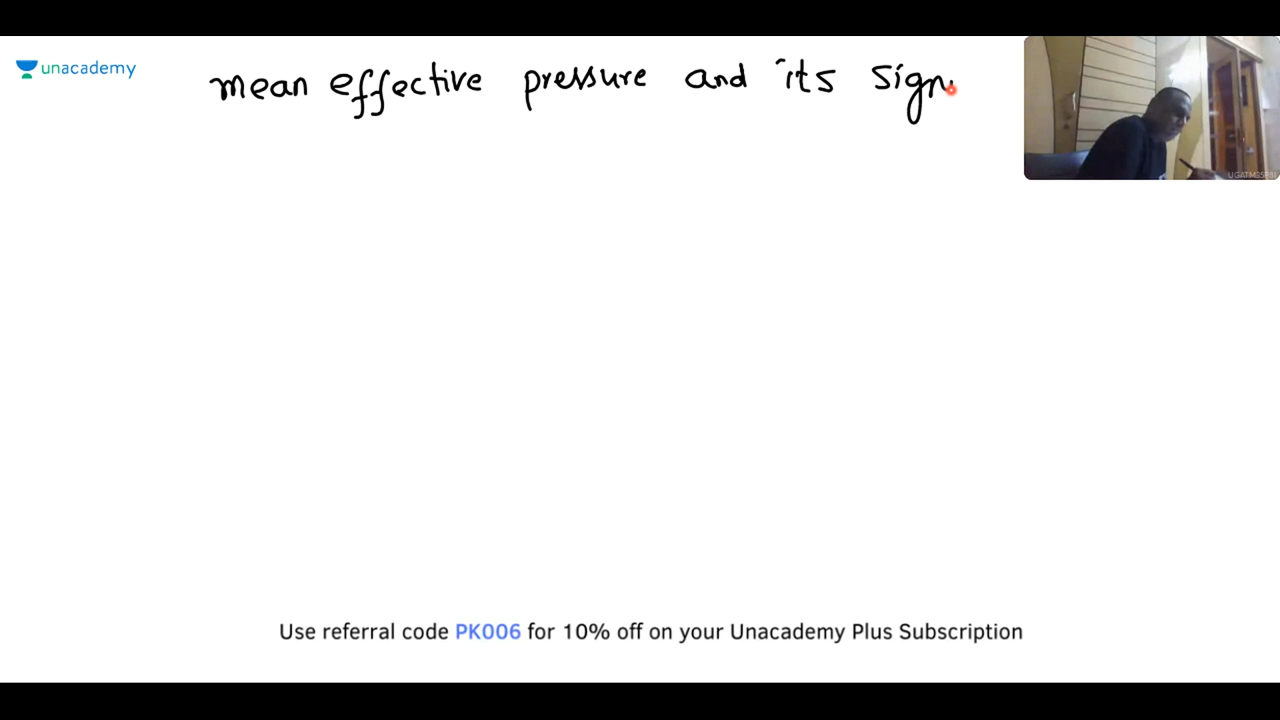 unacademy
mean effective pressure and its sign
UGATM3SP8J
Use referral code PK006 for 10% off on your Unacademy Plus Subscription